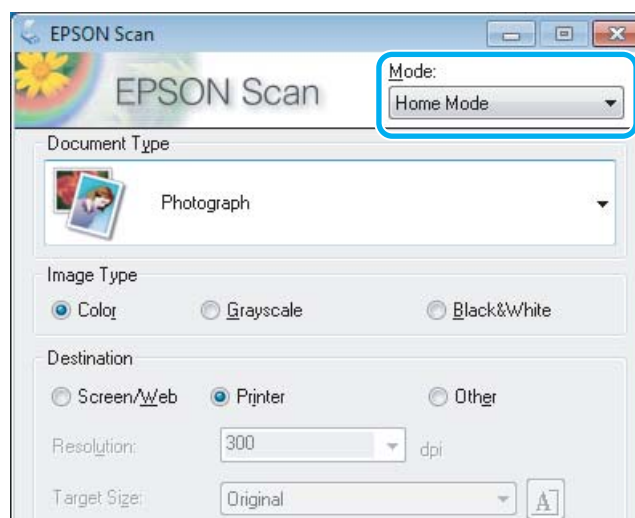 EPSON Scan
EPSON Scan
Mode:
Home Mode
Document Type
Photograph
Image Type
Color Grayscale Black&White
Destination
Screen/Web Printer Other
Resolution: 300 dpi
Target Size: Original A